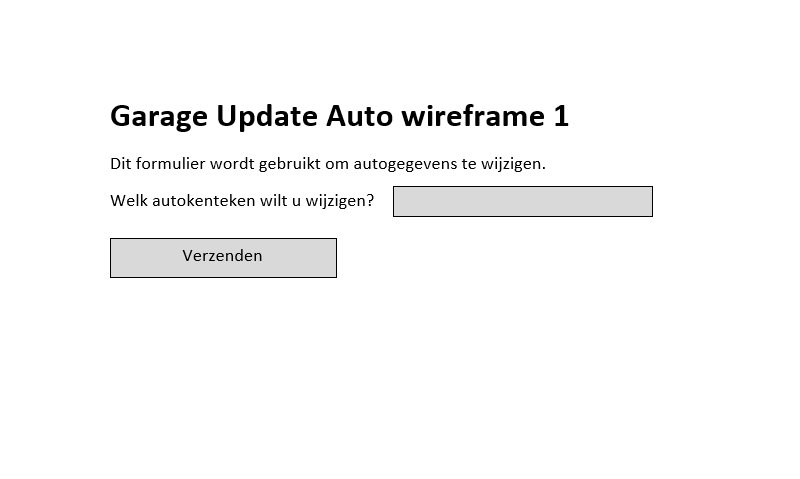 Garage Update Auto wireframe 1
Dit formulier wordt gebruikt om autogegevens te wijzigen.
Welk autokenteken wilt u wijzigen?
Verzenden